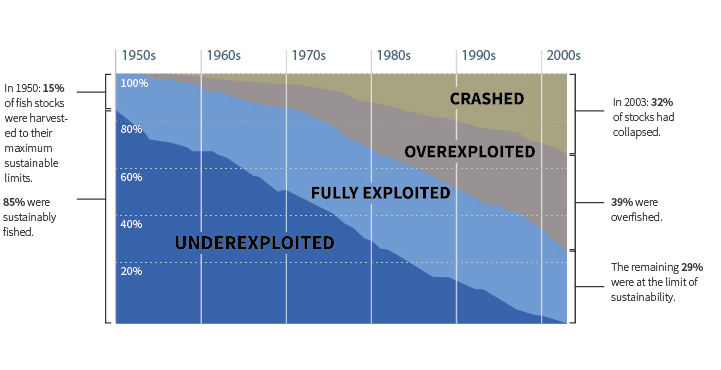 1950s 1960s 1970s 1980s 1990s 2000s
In 1950: 15%
of fish stocks
were harvest-
ed to their
maximum
sustainable
limits.
85% were
sustainably
fished.
100%
80%
60%
40%
20%
CRASHED
OVEREXPLOITED
FULLY EXPLOITED
UNDEREXPLOITED
In 2003: 32%
of stocks had
collapsed.
39% were
overfished.
The remaining 29%
were at the limit of
sustainability.